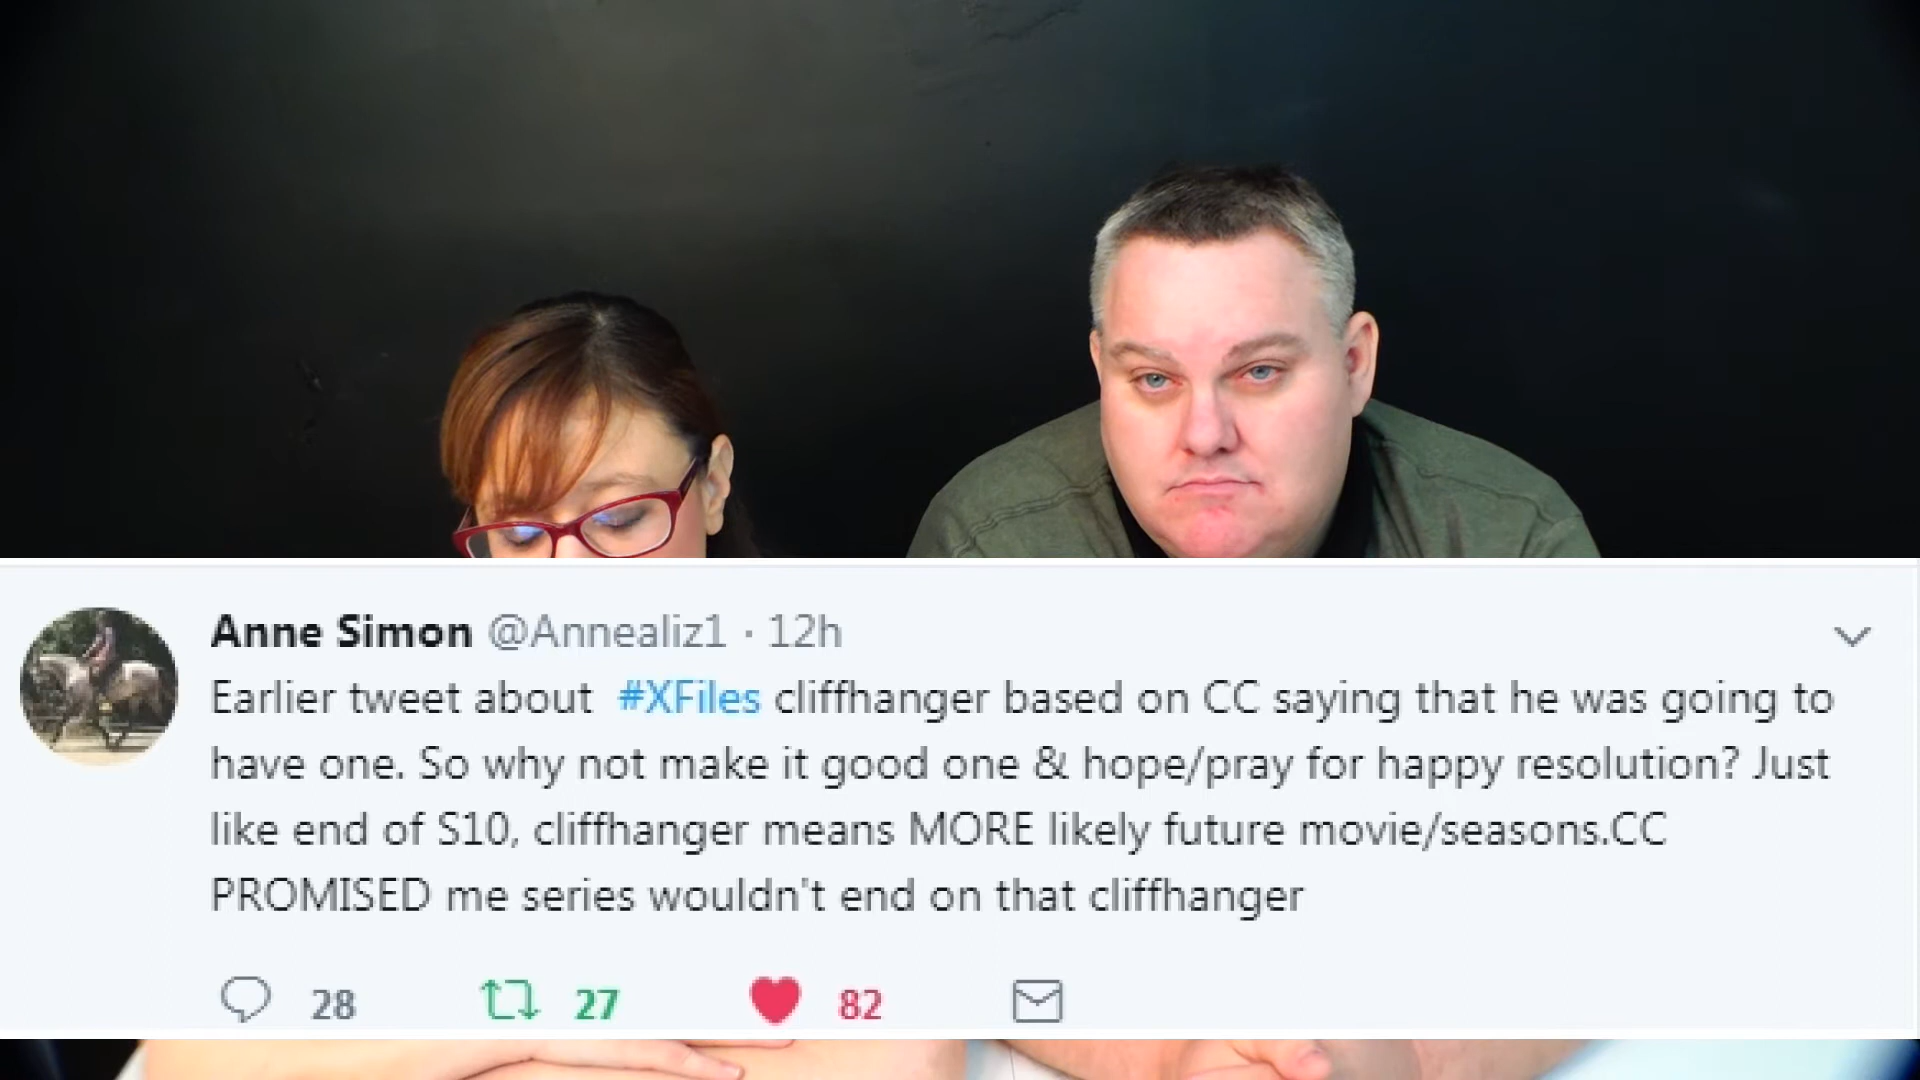 Anne Simon @Annealiz1 · 12h
Earlier tweet about #XFiles cliffhanger based on CC saying that he was going to
have one. So why not make it good one & hope/pray for happy resolution? Just
like end of S10, cliffhanger means MORE likely future movie/seasons.CC
PROMISED me series wouldn't end on that cliffhanger
28 27 82